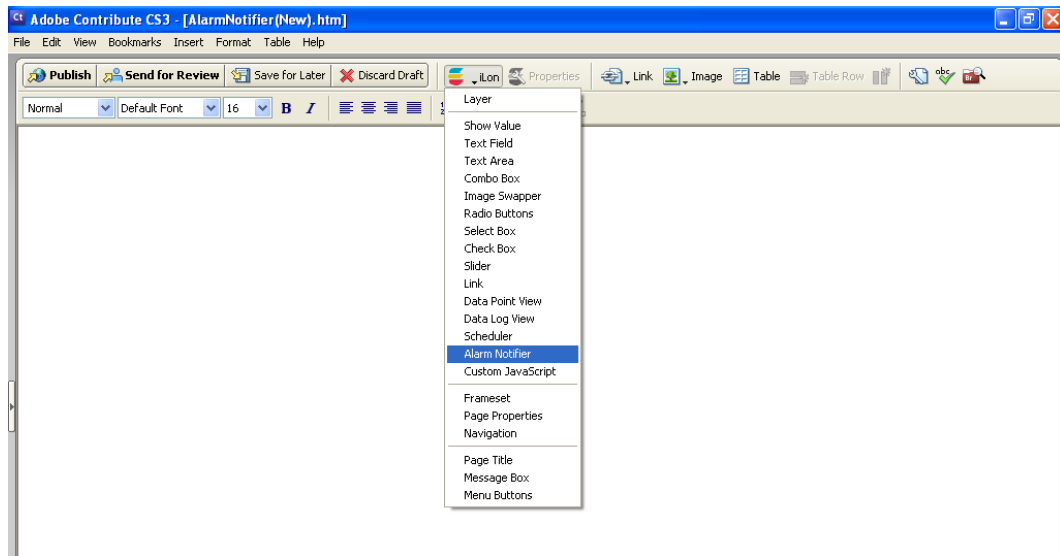 Ct Adobe Contribute CS3 - [AlarmNotifier(New).htm]
File Edit View Bookmarks Insert Format Table Help
Publish Send for Review Save for Later Discard Draft iLon Properties Link Image Table Table Row abc Br
Normal Default Font 16 B I
Layer
Show Value
Text Field
Text Area
Combo Box
Image Swapper
Radio Buttons
Select Box
Check Box
Slider
Link
Data Point View
Data Log View
Scheduler
Alarm Notifier
Custom JavaScript
Frameset
Page Properties
Navigation
Page Title
Message Box
Menu Buttons